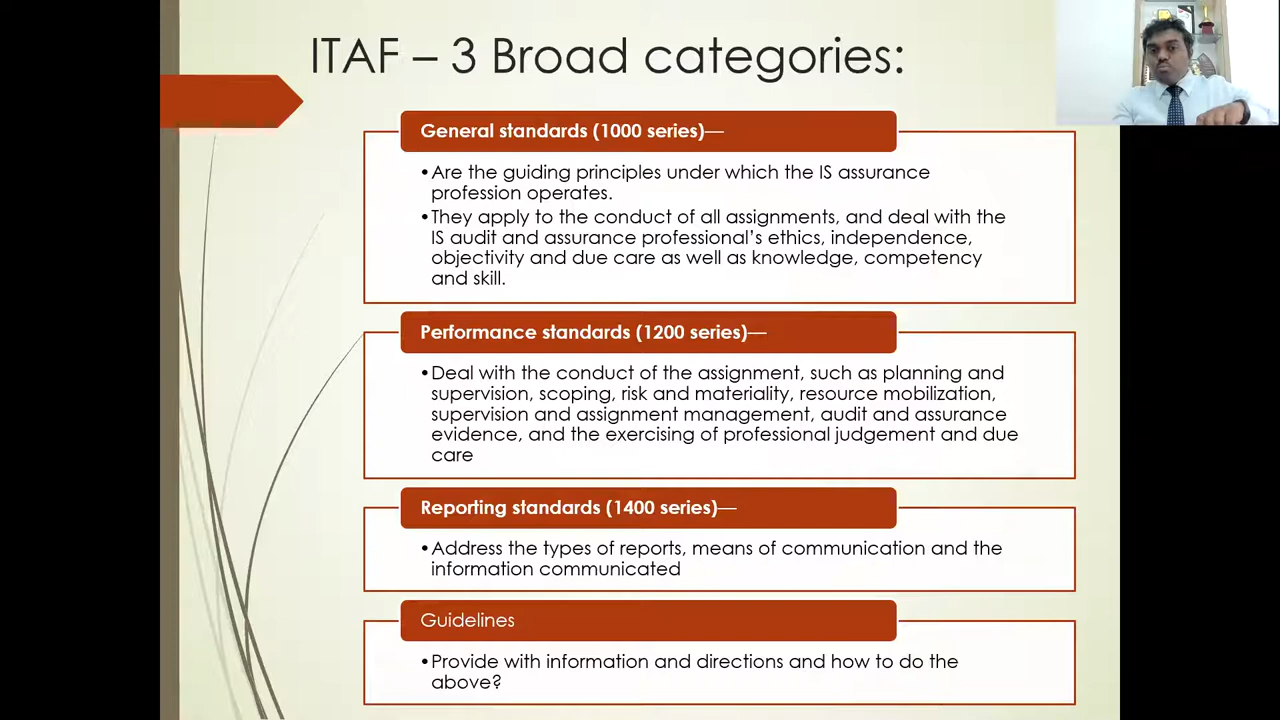 ITAF – 3 Broad categories:
General standards (1000 series)—
•Are the guiding principles under which the IS assurance
profession operates.
•They apply to the conduct of all assignments, and deal with the
IS audit and assurance professional’s ethics, independence,
objectivity and due care as well as knowledge, competency
and skill.
Performance standards (1200 series)—
•Deal with the conduct of the assignment, such as planning and
supervision, scoping, risk and materiality, resource mobilization,
supervision and assignment management, audit and assurance
evidence, and the exercising of professional judgement and due
care
Reporting standards (1400 series)—
•Address the types of reports, means of communication and the
information communicated
Guidelines
•Provide with information and directions and how to do the
above?